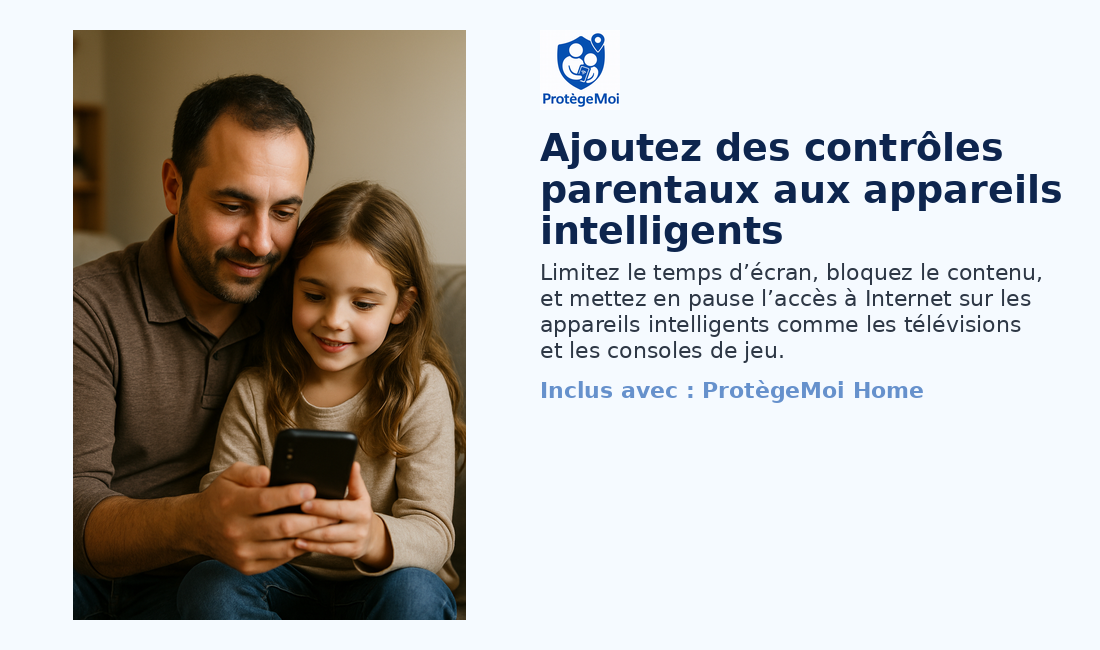 ProtègeMoi
Ajoutez des contrôles
parentaux aux appareils
intelligents
Limitez le temps d’écran, bloquez le contenu,
et mettez en pause l’accès à Internet sur les
appareils intelligents comme les télévisions
et les consoles de jeu.
Inclus avec : ProtègeMoi Home